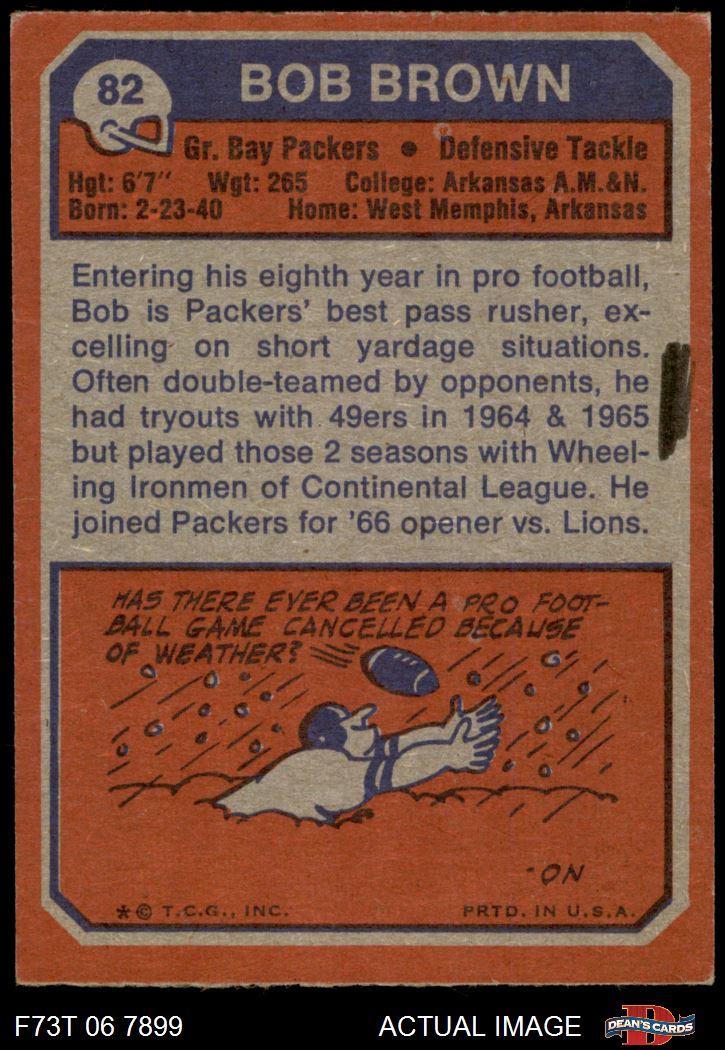 82
BOB BROWN
Gr. Bay Packers • Defensive Tackle
Hgt: 6'7" Wgt: 265 College: Arkansas A.M.&N.
Born: 2-23-40 Home: West Memphis, Arkansas
Entering his eighth year in pro football,
Bob is Packers' best pass rusher, ex-
celling on short yardage situations.
Often double-teamed by opponents, he
had tryouts with 49ers in 1964 & 1965
but played those 2 seasons with Wheel-
ing Ironmen of Continental League. He
joined Packers for '66 opener vs. Lions.
HAS THERE EVER BEEN A PRO FOOT-
BALL GAME CANCELLED BECAUSE
OF WEATHER?
-ON
*© T.C.G., INC. PRTD. IN U.S.A.
F73T 06 7899 ACTUAL IMAGE
D
DEAN'S CARDS